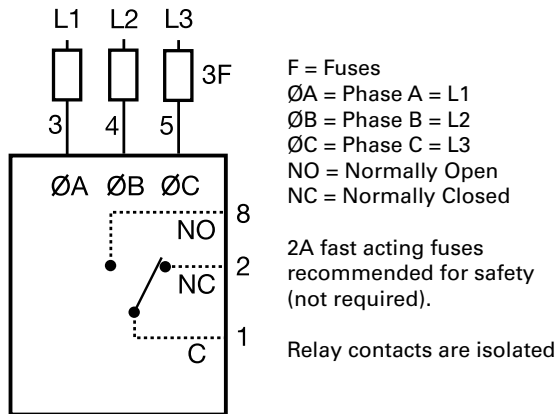 L1 L2 L3
3F
3 4 5
ØA ØB ØC
8
NO
2
NC
1
C
F = Fuses
ØA = Phase A = L1
ØB = Phase B = L2
ØC = Phase C = L3
NO = Normally Open
NC = Normally Closed
2A fast acting fuses
recommended for safety
(not required).
Relay contacts are isolated